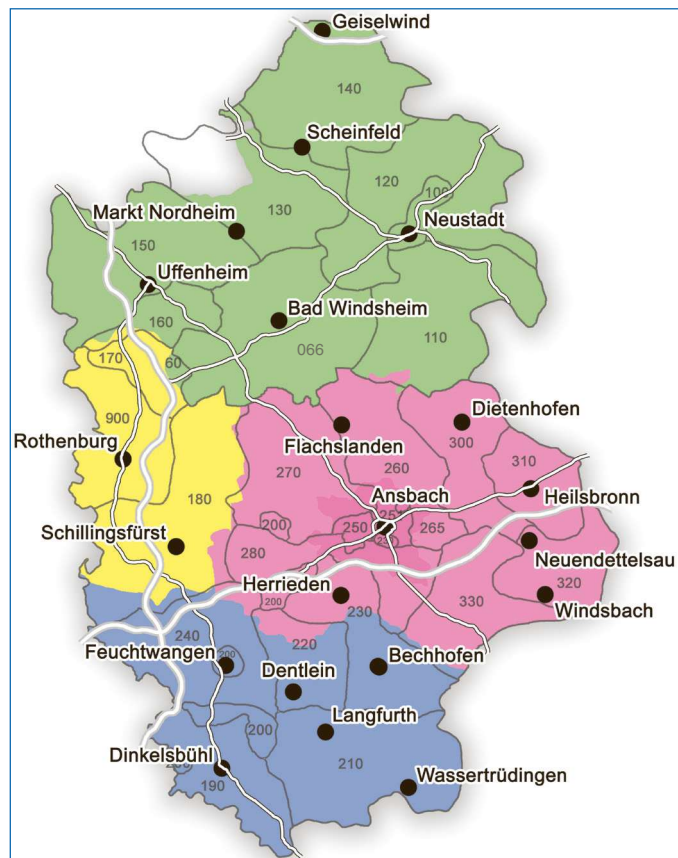 Geiselwind
140
Scheinfeld
120
100
Markt Nordheim
130
Neustadt
150
Uffenheim
Bad Windsheim
160
066
110
170
60
900
Dietenhofen
Flachslanden
300
Rothenburg
270
260
310
180
Ansbach
Heilsbronn
200
250
265
Schillingsfürst
280
Neuendettelsau
Herrieden
200
320
230
330
Windsbach
240
220
Feuchtwangen
200
Bechhofen
Dentlein
200
Langfurth
Dinkelsbühl
210
190
Wassertrüdingen